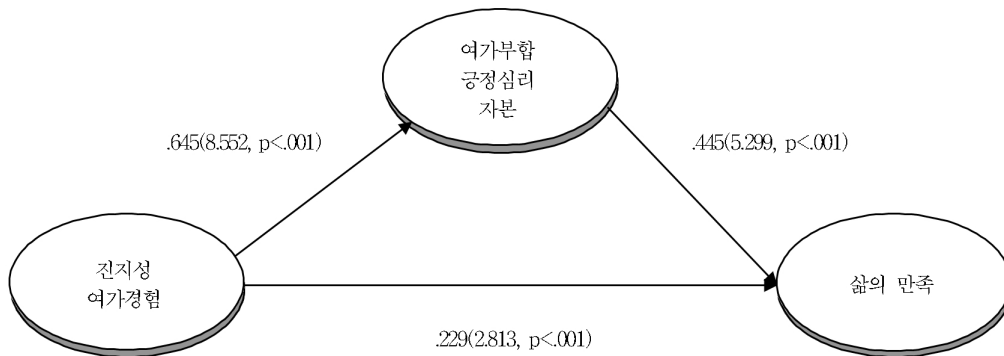 여가부합
긍정심리
자본
.645(8.552, p<.001)
.445(5.299, p<.001)
진지성
여가경험
삶의 만족
.229(2.813, p<.001)